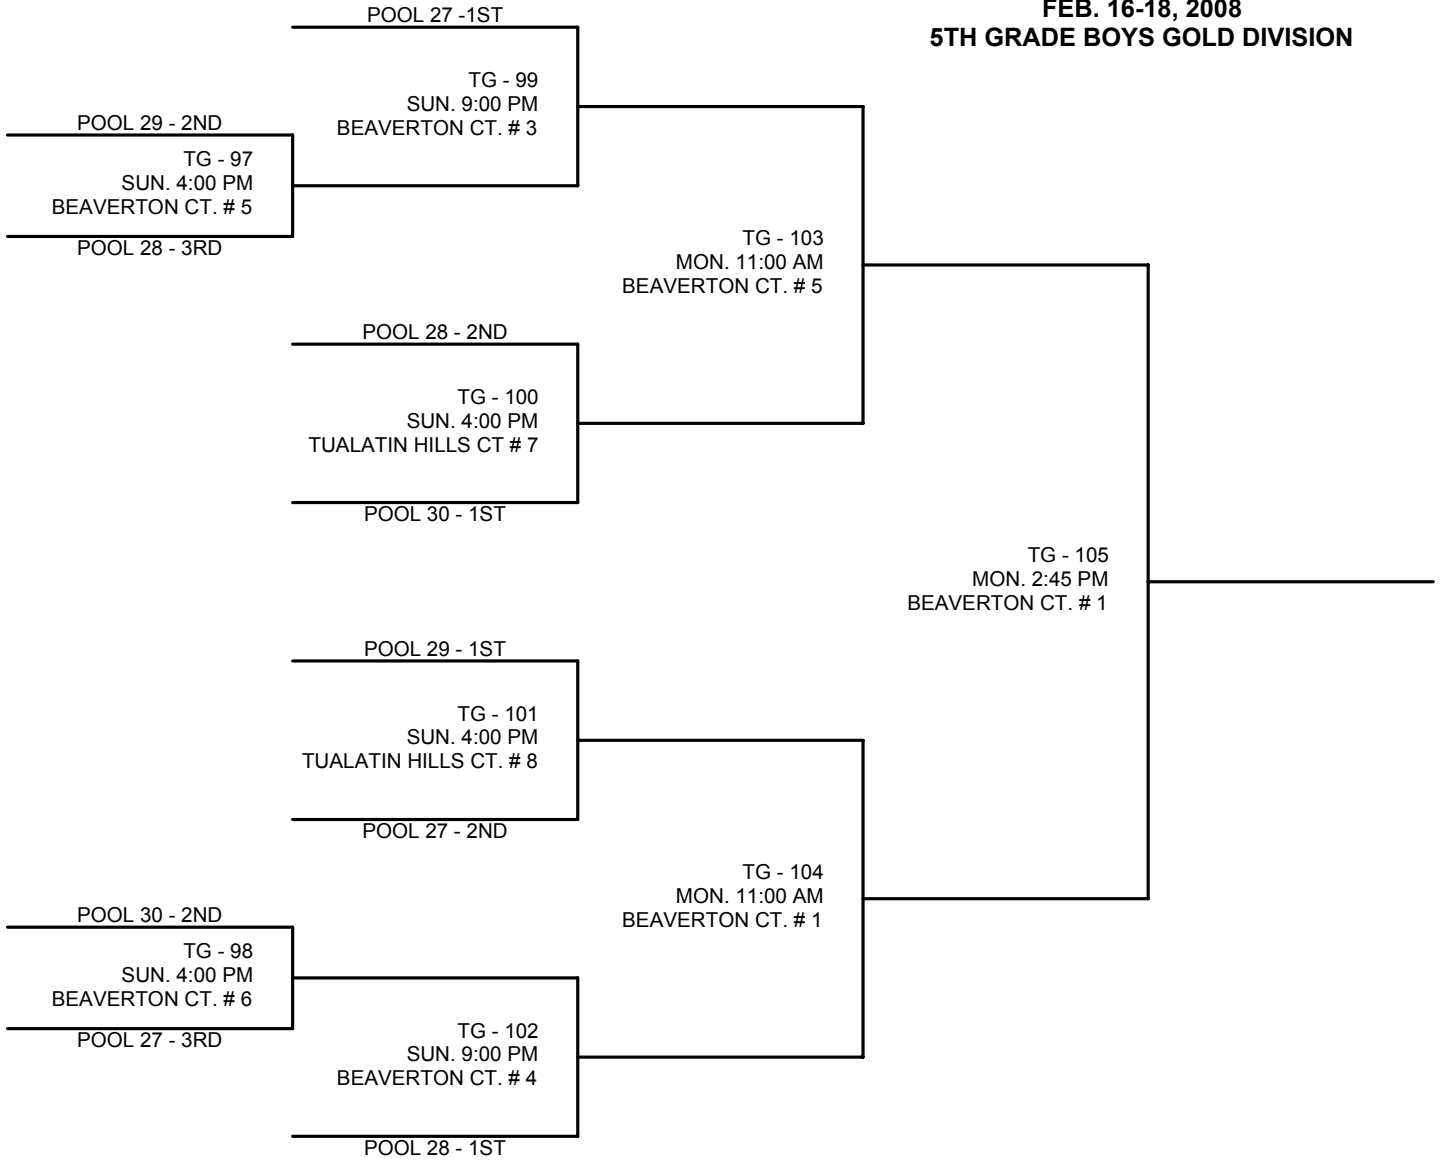 FEB. 16-18, 2008
5TH GRADE BOYS GOLD DIVISION
POOL 27 -1ST
TG - 99
SUN. 9:00 PM
BEAVERTON CT. # 3
POOL 29 - 2ND
TG - 97
SUN. 4:00 PM
BEAVERTON CT. # 5
POOL 28 - 3RD
TG - 103
MON. 11:00 AM
BEAVERTON CT. # 5
POOL 28 - 2ND
TG - 100
SUN. 4:00 PM
TUALATIN HILLS CT # 7
POOL 30 - 1ST
TG - 105
MON. 2:45 PM
BEAVERTON CT. # 1
POOL 29 - 1ST
TG - 101
SUN. 4:00 PM
TUALATIN HILLS CT. # 8
POOL 27 - 2ND
TG - 104
MON. 11:00 AM
BEAVERTON CT. # 1
POOL 30 - 2ND
TG - 98
SUN. 4:00 PM
BEAVERTON CT. # 6
POOL 27 - 3RD
TG - 102
SUN. 9:00 PM
BEAVERTON CT. # 4
POOL 28 - 1ST